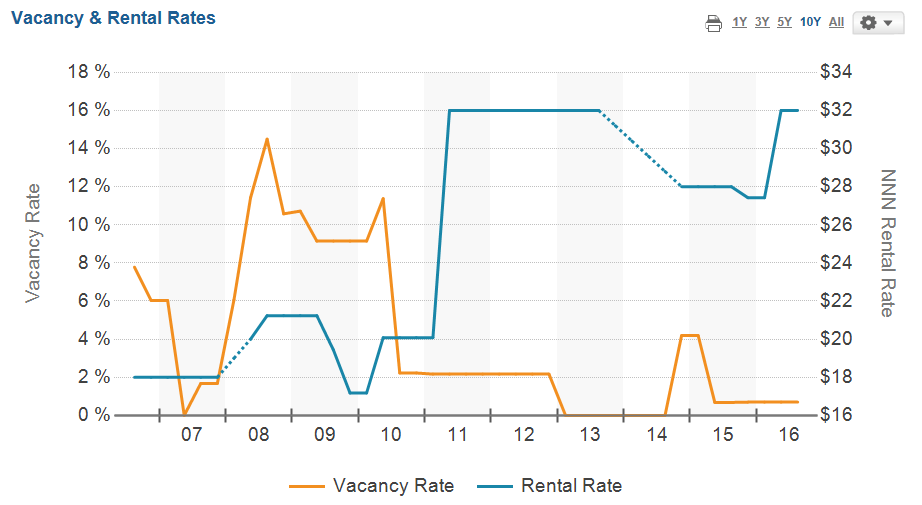 Vacancy & Rental Rates
1Y 3Y 5Y 10Y All
18 % $34
16 % $32
14 % $30
12 % $28
10 % $26
8 % $24
6 % $22
4 % $20
2 % $18
0 % $16
Vacancy Rate
NNN Rental Rate
07 08 09 10 11 12 13 14 15 16
Vacancy Rate Rental Rate